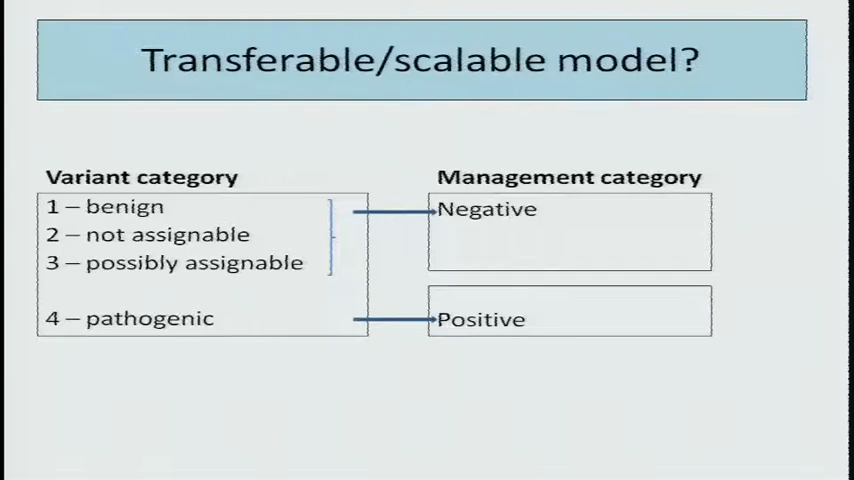 Transferable/scalable model?
Variant category
1 – benign
2 – not assignable
3 – possibly assignable
4 – pathogenic
Management category
Negative
Positive